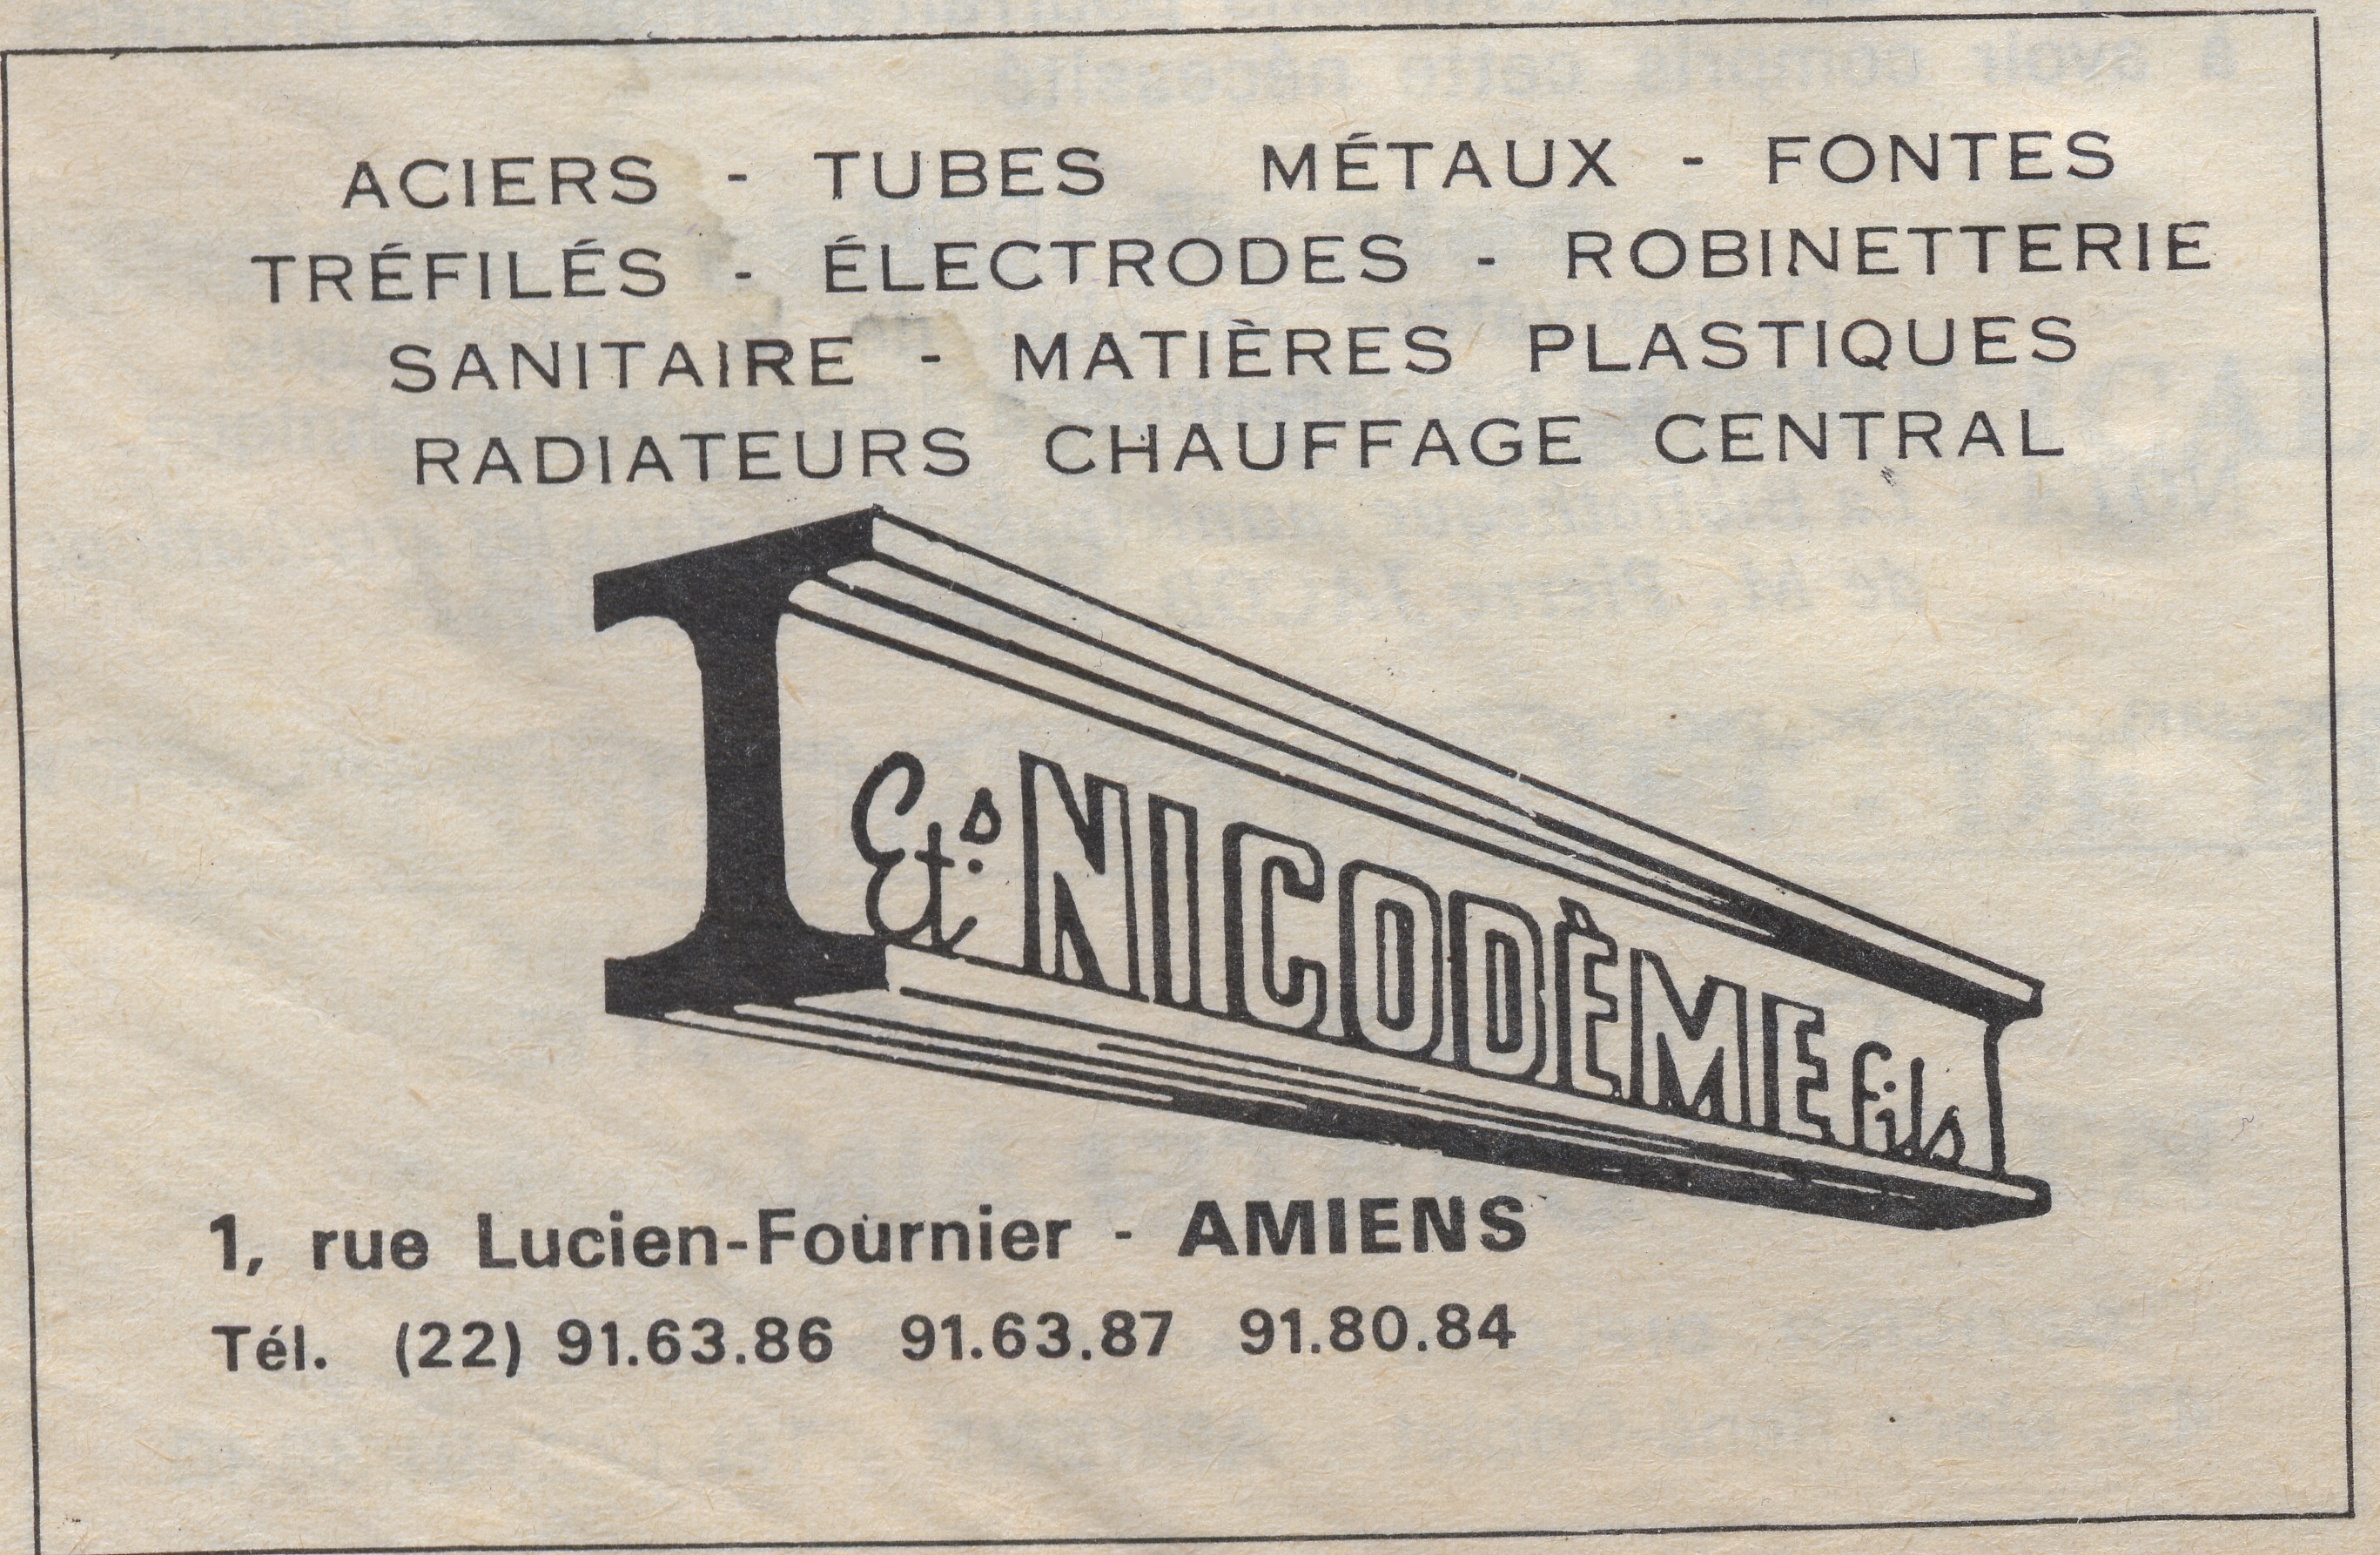 ACIERS - TUBES MÉTAUX - FONTES
TRÉFILÉS - ÉLECTRODES - ROBINETTERIE
SANITAIRE - MATIÈRES PLASTIQUES
RADIATEURS CHAUFFAGE CENTRAL
Ets NICODÈME fils
1, rue Lucien-Fournier - AMIENS
Tél. (22) 91.63.86 91.63.87 91.80.84